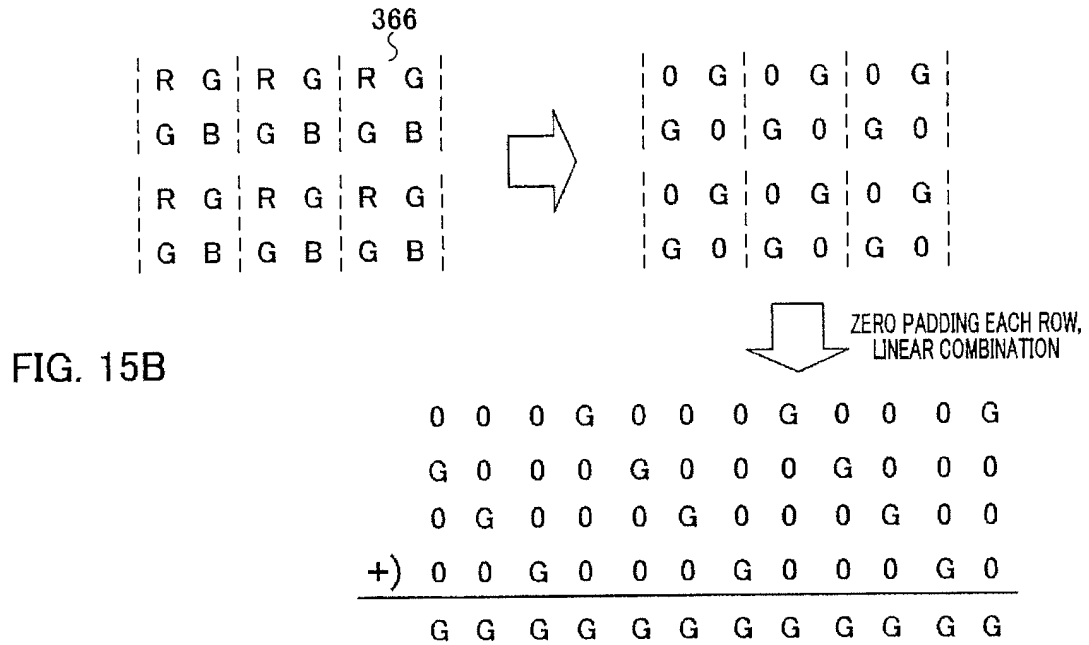 366
R G R G R G
G B G B G B
R G R G R G
G B G B G B
0 G 0 G 0 G
G 0 G 0 G 0
0 G 0 G 0 G
G 0 G 0 G 0
ZERO PADDING EACH ROW,
LINEAR COMBINATION
FIG. 15B
0 0 0 G 0 0 0 G 0 0 0 G
G 0 0 0 G 0 0 0 G 0 0 0
0 G 0 0 0 G 0 0 0 G 0 0
+) 0 0 G 0 0 0 G 0 0 0 G 0
G G G G G G G G G G G G